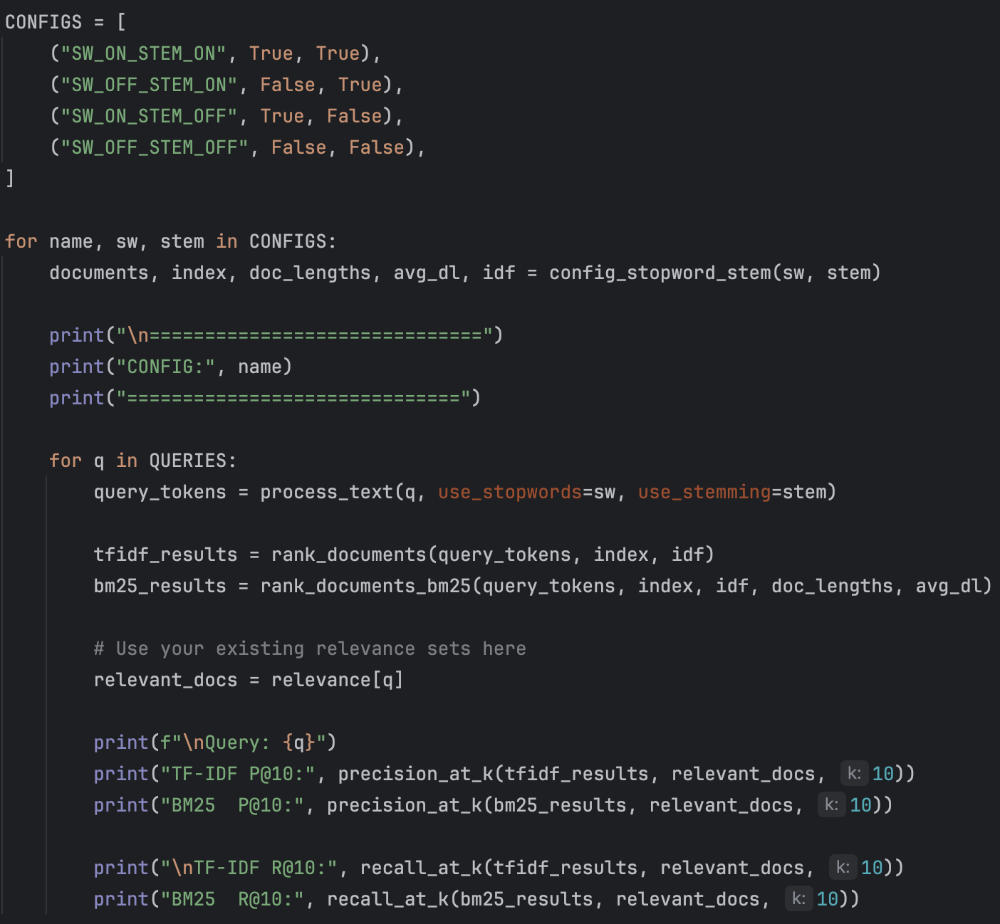 CONFIGS = [
    ("SW_ON_STEM_ON", True, True),
    ("SW_OFF_STEM_ON", False, True),
    ("SW_ON_STEM_OFF", True, False),
    ("SW_OFF_STEM_OFF", False, False),
]
for name, sw, stem in CONFIGS:
    documents, index, doc_lengths, avg_dl, idf = config_stopword_stem(sw, stem)
    print("\n==============================")
    print("CONFIG:", name)
    print("==============================")
    for q in QUERIES:
        query_tokens = process_text(q, use_stopwords=sw, use_stemming=stem)
        tfidf_results = rank_documents(query_tokens, index, idf)
        bm25_results = rank_documents_bm25(query_tokens, index, idf, doc_lengths, avg_dl)
        # Use your existing relevance sets here
        relevant_docs = relevance[q]
        print(f"\nQuery: {q}")
        print("TF-IDF P@10:", precision_at_k(tfidf_results, relevant_docs, k: 10))
        print("BM25  P@10:", precision_at_k(bm25_results, relevant_docs, k: 10))
        print("\nTF-IDF R@10:", recall_at_k(tfidf_results, relevant_docs, k: 10))
        print("BM25  R@10:", recall_at_k(bm25_results, relevant_docs, k: 10))